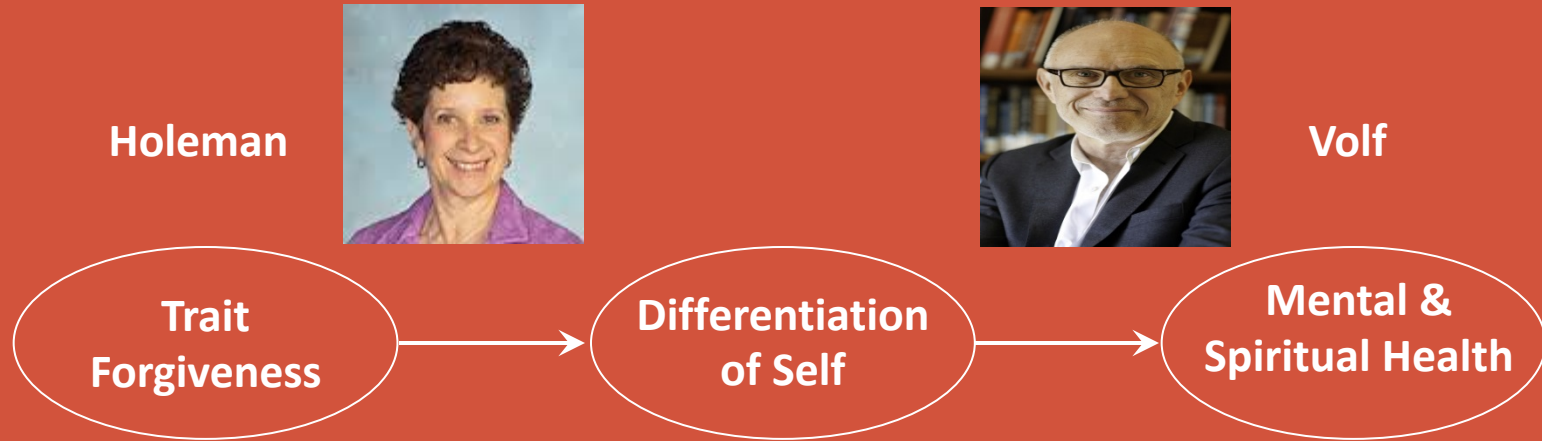 Holeman
Volf
Trait
Forgiveness
Differentiation
of Self
Mental &
Spiritual Health